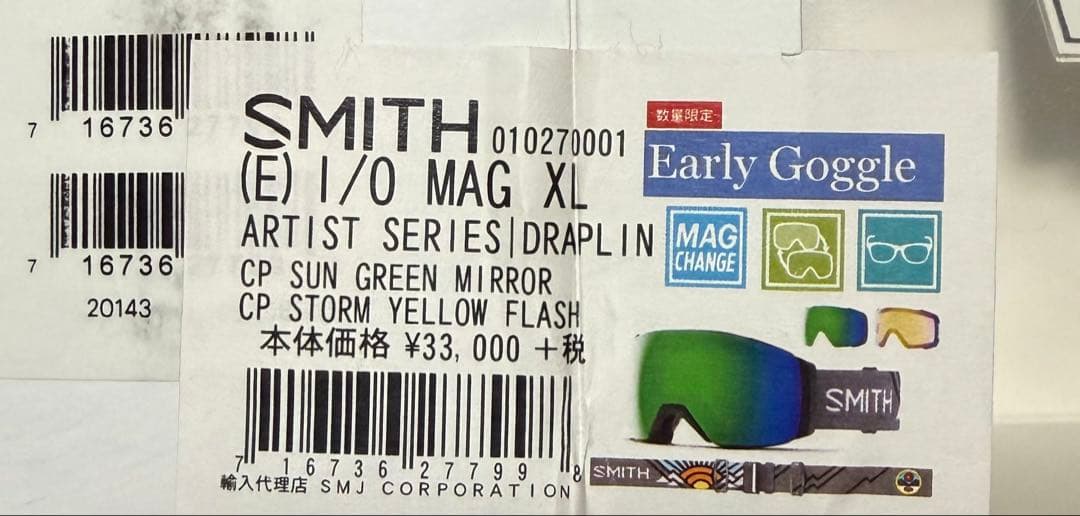 7 16736
7 16736
20143
SMITH 010270001
(E) I/O MAG XL
ARTIST SERIES|DRAPLIN
CP SUN GREEN MIRROR
CP STORM YELLOW FLASH
本体価格 ¥33,000 +税
7 16736 27799 8
輸入代理店 SMJ CORPORATION
数量限定
Early Goggle
MAG
CHANGE
SMITH
SMITH